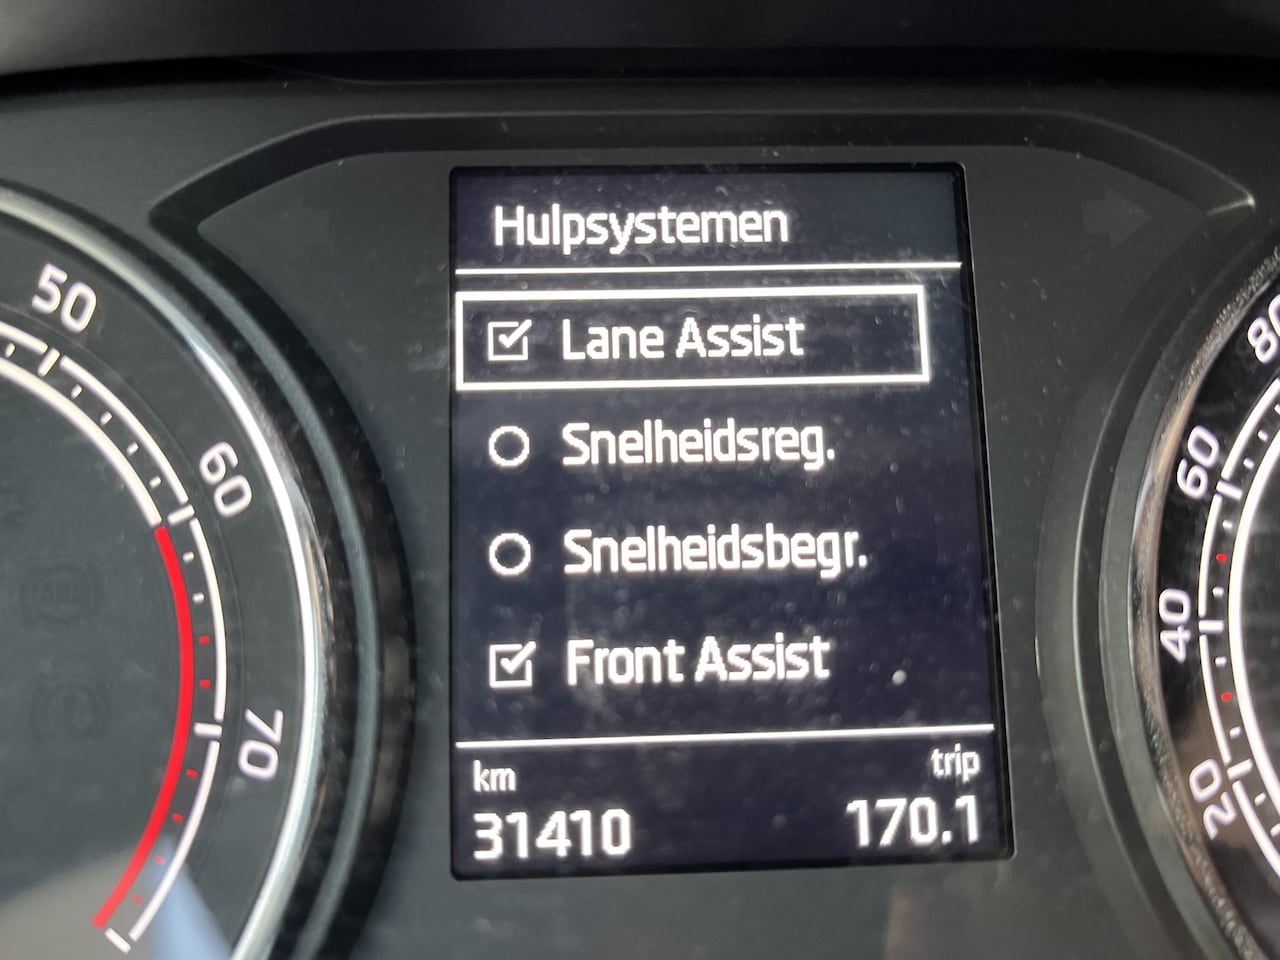 Hulpsystemen
Lane Assist
Snelheidsreg.
Snelheidsbegr.
Front Assist
km
trip
31410
170.1
50
60
70
80
60
40
20